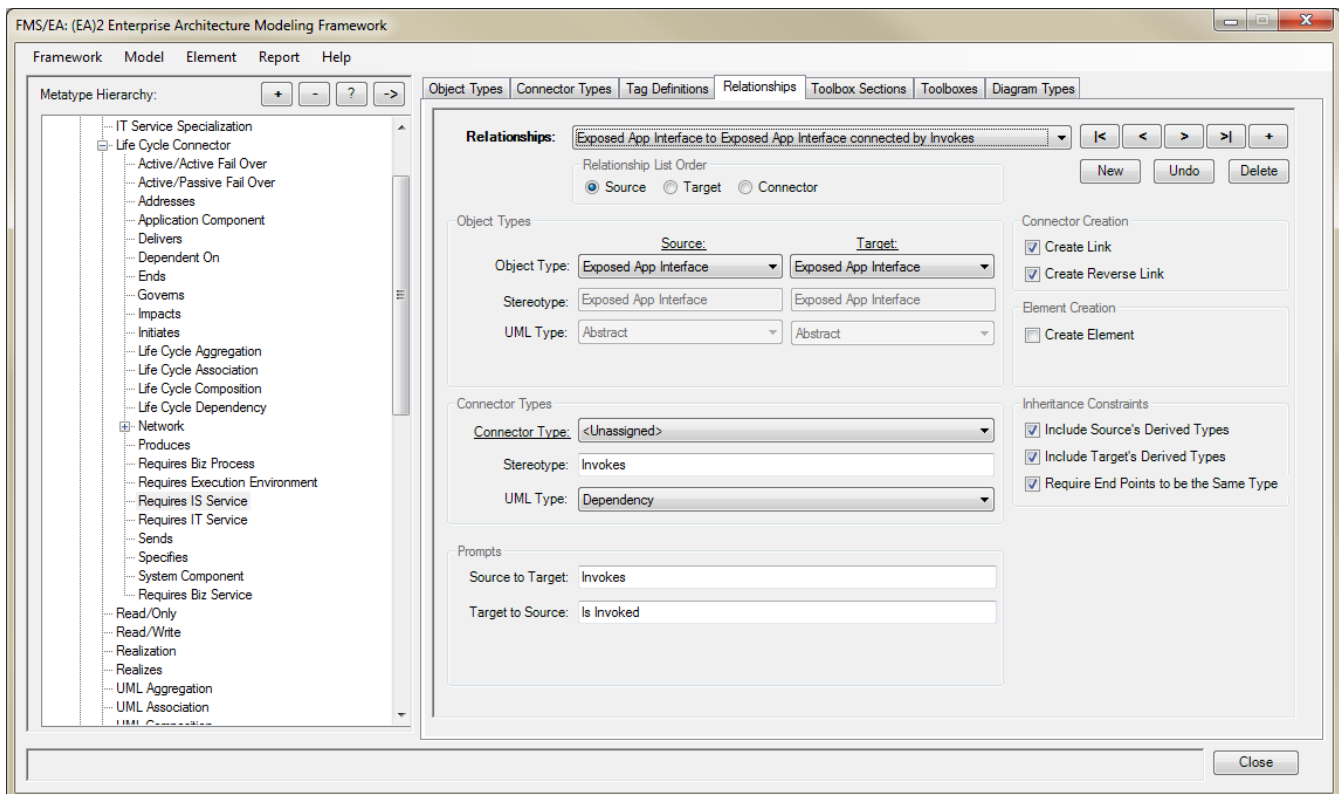 FMS/EA: (EA)2 Enterprise Architecture Modeling Framework
Framework Model Element Report Help
Metatype Hierarchy: + - ? ->
IT Service Specialization
Life Cycle Connector
Active/Active Fail Over
Active/Passive Fail Over
Addresses
Application Component
Delivers
Dependent On
Ends
Governs
Impacts
Initiates
Life Cycle Aggregation
Life Cycle Association
Life Cycle Composition
Life Cycle Dependency
Network
Produces
Requires Biz Process
Requires Execution Environment
Requires IS Service
Requires IT Service
Sends
Specifies
System Component
Requires Biz Service
Read/Only
Read/Write
Realization
Realizes
UML Aggregation
UML Association
UML Composition
Object Types Connector Types Tag Definitions Relationships Toolbox Sections Toolboxes Diagram Types
Relationships: Exposed App Interface to Exposed App Interface connected by Invokes |< < > >| +
Relationship List Order
Source Target Connector
New Undo Delete
Object Types
Source: Target:
Object Type: Exposed App Interface Exposed App Interface
Stereotype: Exposed App Interface Exposed App Interface
UML Type: Abstract Abstract
Connector Creation
Create Link
Create Reverse Link
Element Creation
Create Element
Connector Types
Connector Type: <Unassigned>
Stereotype: Invokes
UML Type: Dependency
Inheritance Constraints
Include Source's Derived Types
Include Target's Derived Types
Require End Points to be the Same Type
Prompts
Source to Target: Invokes
Target to Source: Is Invoked
Close